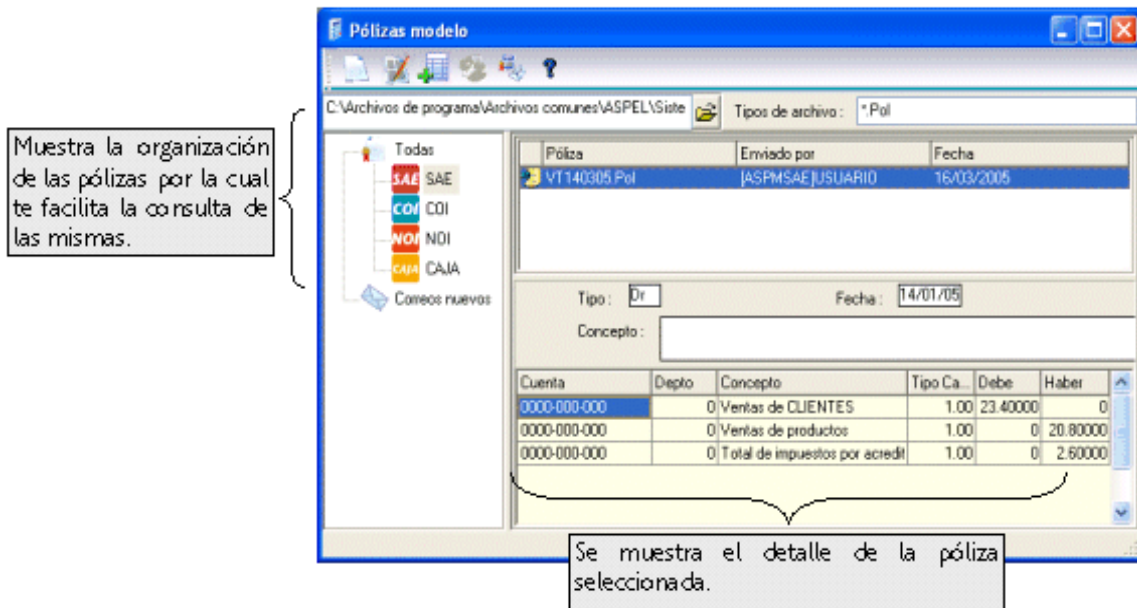 Pólizas modelo
C:\Archivos de programa\Archivos comunes\ASPEL\Siste
Tipos de archivo :
*.Pol
Muestra la organización
de las pólizas por la cual
te facilita la consulta de
las mismas.
Todas
SAE SAE
COI COI
NOI NOI
CAJA CAJA
Correos nuevos
Póliza Enviado por Fecha
VT140305.Pol [ASPMSAE]USUARIO 16/03/2005
Tipo : Dr Fecha : 14/01/05
Concepto :
Cuenta Depto Concepto Tipo Ca... Debe Haber
0000-000-000 0 Ventas de CLIENTES 1.00 23.40000 0
0000-000-000 0 Ventas de productos 1.00 0 20.80000
0000-000-000 0 Total de impuestos por acredit 1.00 0 2.60000
Se muestra el detalle de la póliza
seleccionada.